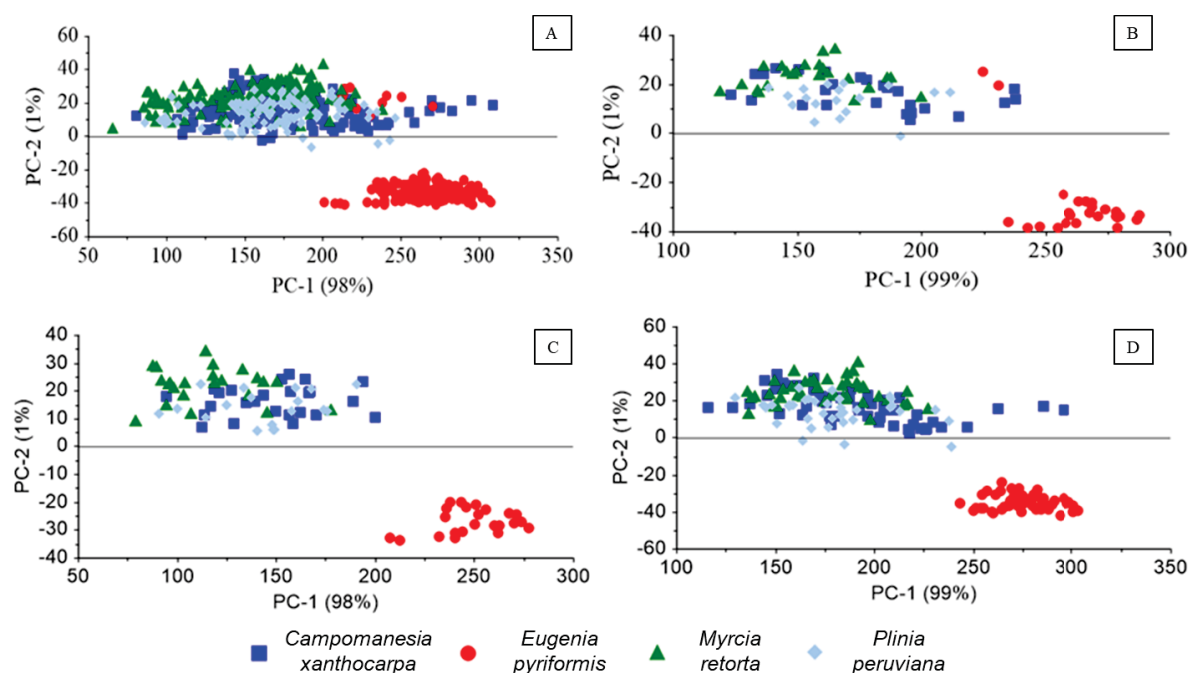 A
60
40
20
0
-20
-40
-60
PC-2 (1%)
50
100
150
200
250
300
350
PC-1 (98%)
B
40
20
0
-20
-40
PC-2 (1%)
100
150
200
250
300
PC-1 (99%)
C
40
30
20
10
0
-10
-20
-30
-40
PC-2 (1%)
50
100
150
200
250
300
PC-1 (98%)
D
60
40
20
0
-20
-40
-60
PC-2 (1%)
100
150
200
250
300
350
PC-1 (99%)
Campomanesia
xanthocarpa
Eugenia
pyriformis
Myrcia
retorta
Plinia
peruviana